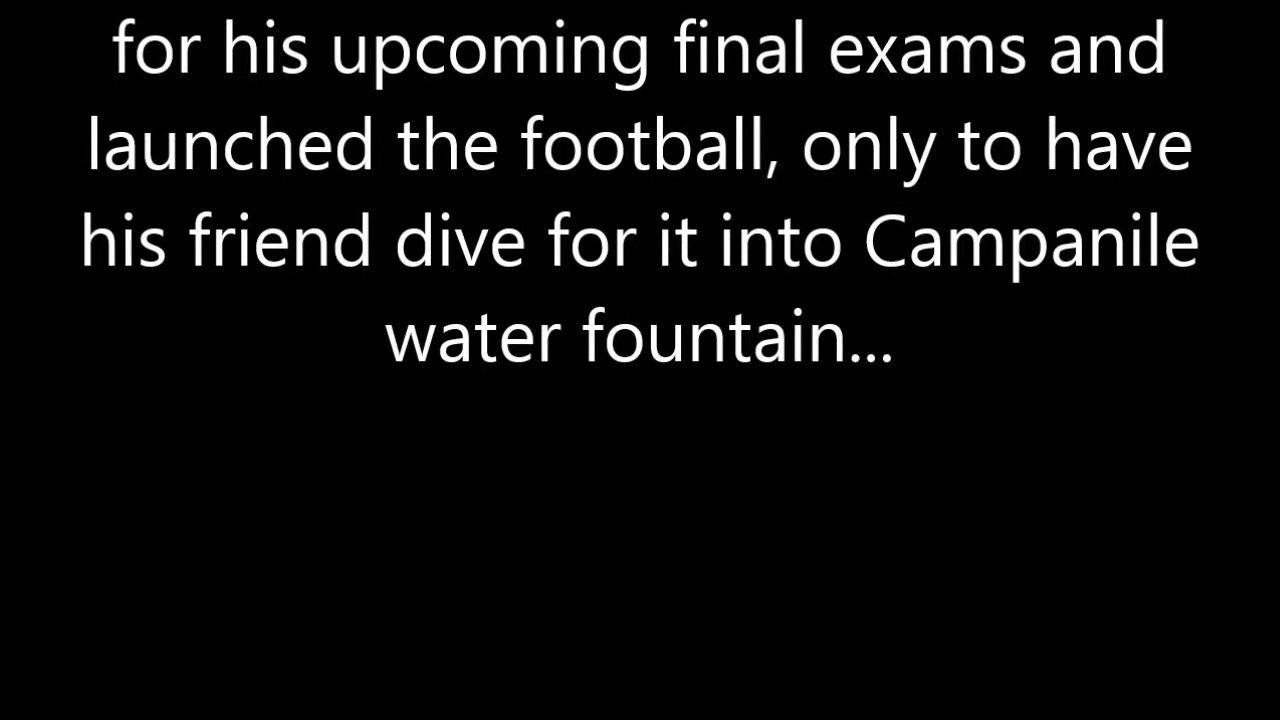 for his upcoming final exams and
launched the football, only to have
his friend dive for it into Campanile
water fountain...